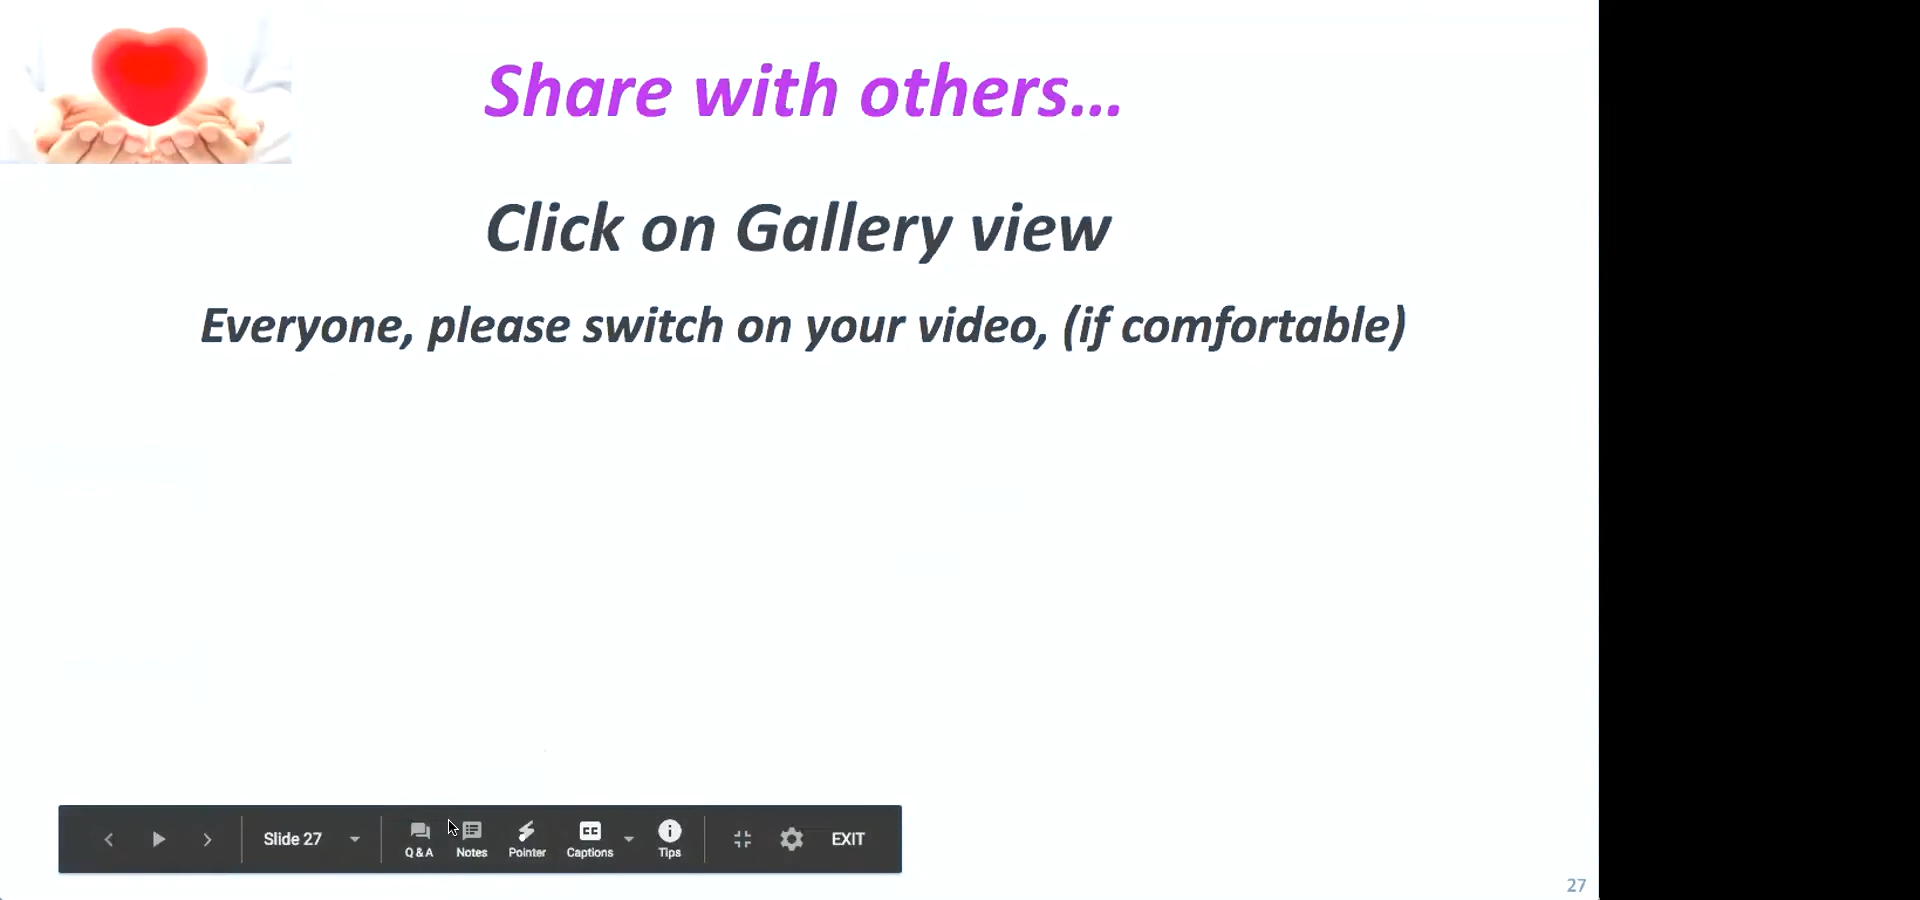 Share with others...
Click on Gallery view
Everyone, please switch on your video, (if comfortable)
Slide 27
Q & A
Notes
Pointer
CC
Captions
Tips
EXIT
27